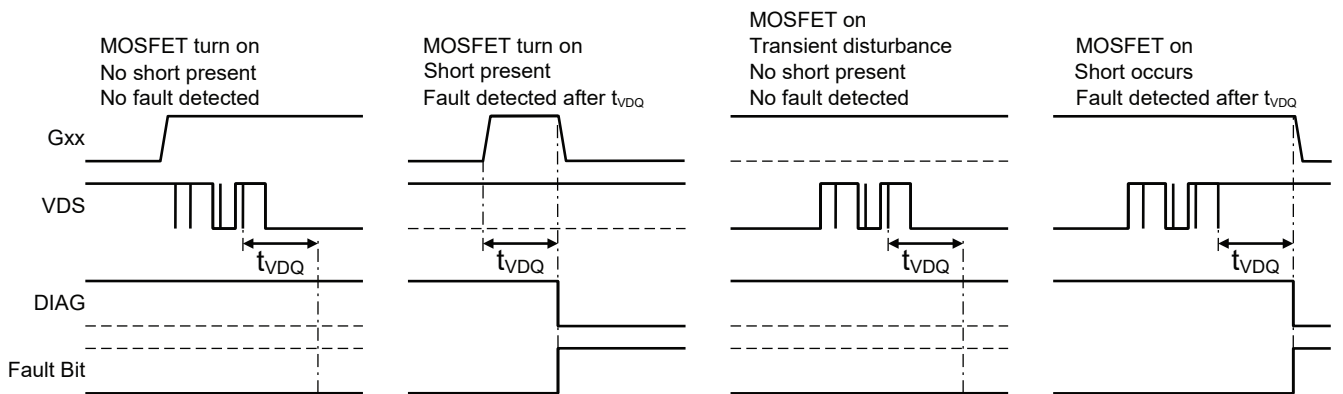 MOSFET turn on
No short present
No fault detected
MOSFET turn on
Short present
Fault detected after tVDQ
MOSFET on
Transient disturbance
No short present
No fault detected
MOSFET on
Short occurs
Fault detected after tVDQ
Gxx
VDS
tVDQ
tVDQ
tVDQ
tVDQ
DIAG
Fault Bit